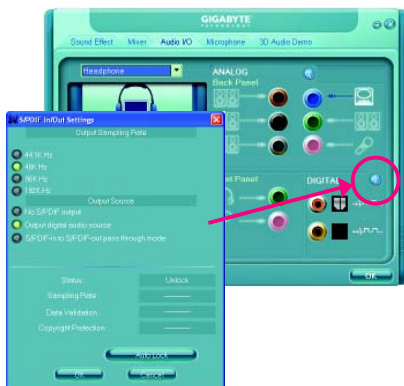 GIGABYTE
TECHNOLOGY
Sound Effect Mixer Audio I/O Microphone 3D Audio Demo
Headphone
ANALOG
Back Panel
DIGITAL
OK
S/PDIF In/Out Settings
Output Sampling Rate
44.1K Hz
48K Hz
96K Hz
192K Hz
Output Source
No S/PDIF output
Output digital audio source
S/PDIF-in to S/PDIF-out pass through mode
Status : Unlock
Sampling Rate :
Data Validation :
Copyright Protection :
Auto Lock
OK Cancel